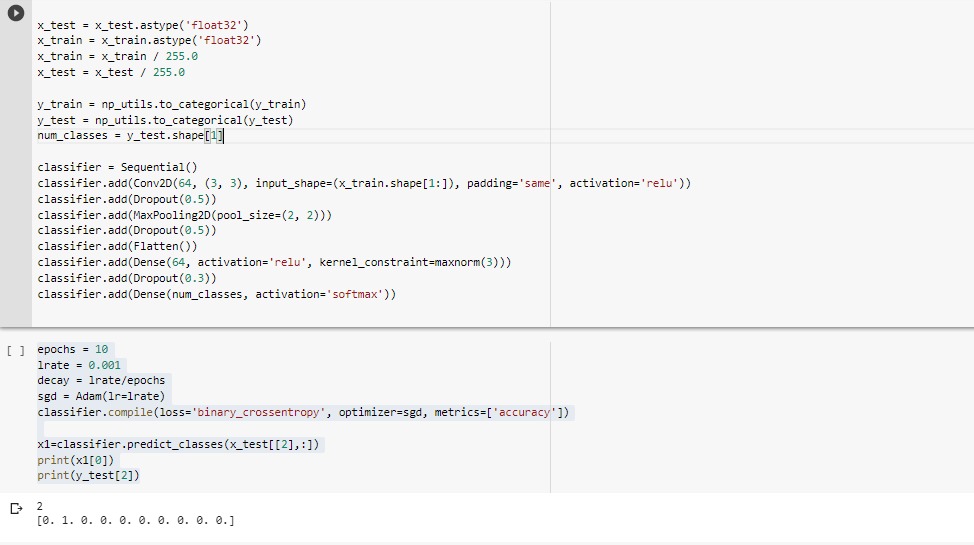 x_test = x_test.astype('float32')
x_train = x_train.astype('float32')
x_train = x_train / 255.0
x_test = x_test / 255.0
y_train = np_utils.to_categorical(y_train)
y_test = np_utils.to_categorical(y_test)
num_classes = y_test.shape[1]
classifier = Sequential()
classifier.add(Conv2D(64, (3, 3), input_shape=(x_train.shape[1:]), padding='same', activation='relu'))
classifier.add(Dropout(0.5))
classifier.add(MaxPooling2D(pool_size=(2, 2)))
classifier.add(Dropout(0.5))
classifier.add(Flatten())
classifier.add(Dense(64, activation='relu', kernel_constraint=maxnorm(3)))
classifier.add(Dropout(0.3))
classifier.add(Dense(num_classes, activation='softmax'))
[ ] epochs = 10
lrate = 0.001
decay = lrate/epochs
sgd = Adam(lr=lrate)
classifier.compile(loss='binary_crossentropy', optimizer=sgd, metrics=['accuracy'])
x1=classifier.predict_classes(x_test[[2],:])
print(x1[0])
print(y_test[2])
2
[0. 1. 0. 0. 0. 0. 0. 0. 0. 0.]